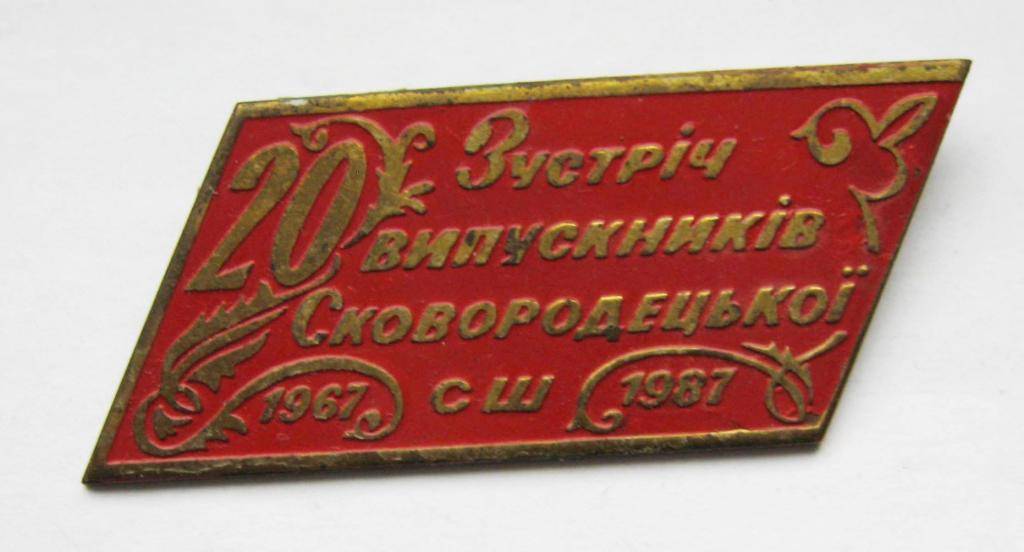 20 Зустріч
випускників
Сковородецької
1967 СШ 1987